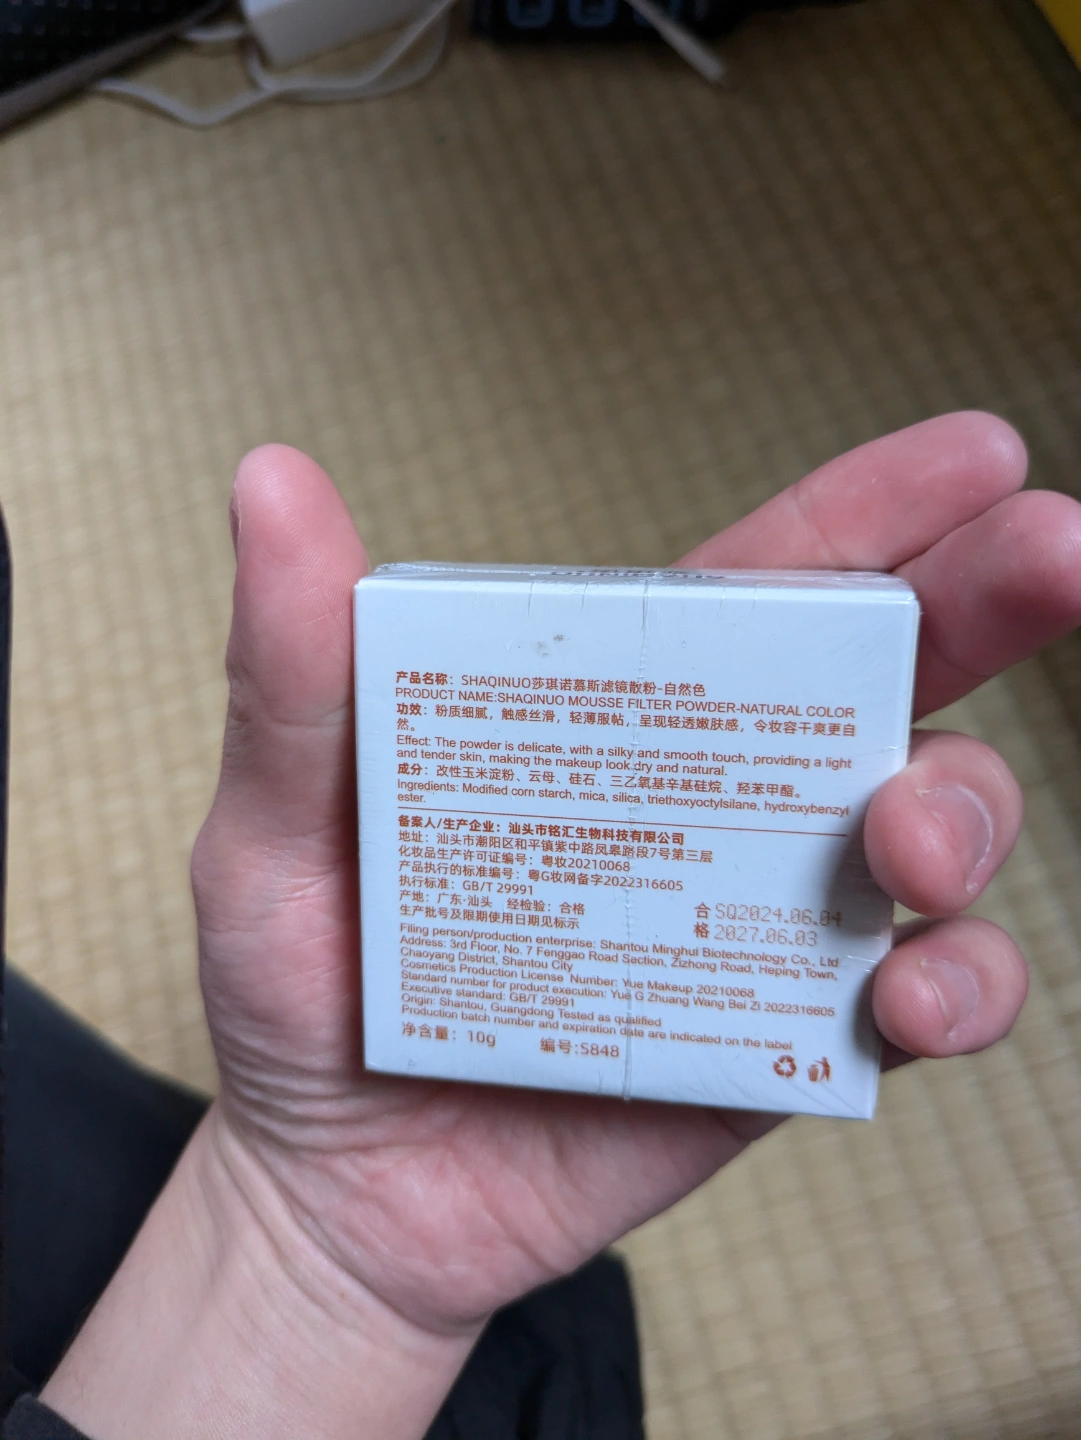 产品名称：SHAQINUO莎琪诺慕斯滤镜散粉-自然色
PRODUCT NAME:SHAQINUO MOUSSE FILTER POWDER-NATURAL COLOR
功效：粉质细腻，触感丝滑，轻薄服帖，呈现轻透嫩肤感，令妆容干爽更自
然。
Effect: The powder is delicate, with a silky and smooth touch, providing a light
and tender skin, making the makeup look dry and natural.
成分：改性玉米淀粉、云母、硅石、三乙氧基辛基硅烷、羟苯甲酯。
Ingredients: Modified corn starch, mica, silica, triethoxyoctylsilane, hydroxybenzyl
ester.
备案人/生产企业：汕头市铭汇生物科技有限公司
地址：汕头市潮阳区和平镇紫中路凤皋路段7号第三层
化妆品生产许可证编号：粤妆20210068
产品执行的标准编号：粤G妆网备字2022316605
执行标准：GB/T 29991
产地：广东·汕头 经检验：合格
生产批号及限期使用日期见标示
合 SQ2024.06.04
格 2027.06.03
Filing person/production enterprise: Shantou Minghui Biotechnology Co., Ltd
Address: 3rd Floor, No. 7 Fenggao Road Section, Zizhong Road, Heping Town,
Chaoyang District, Shantou City
Cosmetics Production License Number: Yue Makeup 20210068
Standard number for product execution: Yue G Zhuang Wang Bei Zi 2022316605
Executive standard: GB/T 29991
Origin: Shantou, Guangdong Tested as qualified
Production batch number and expiration date are indicated on the label
净含量：10g 编号:S848